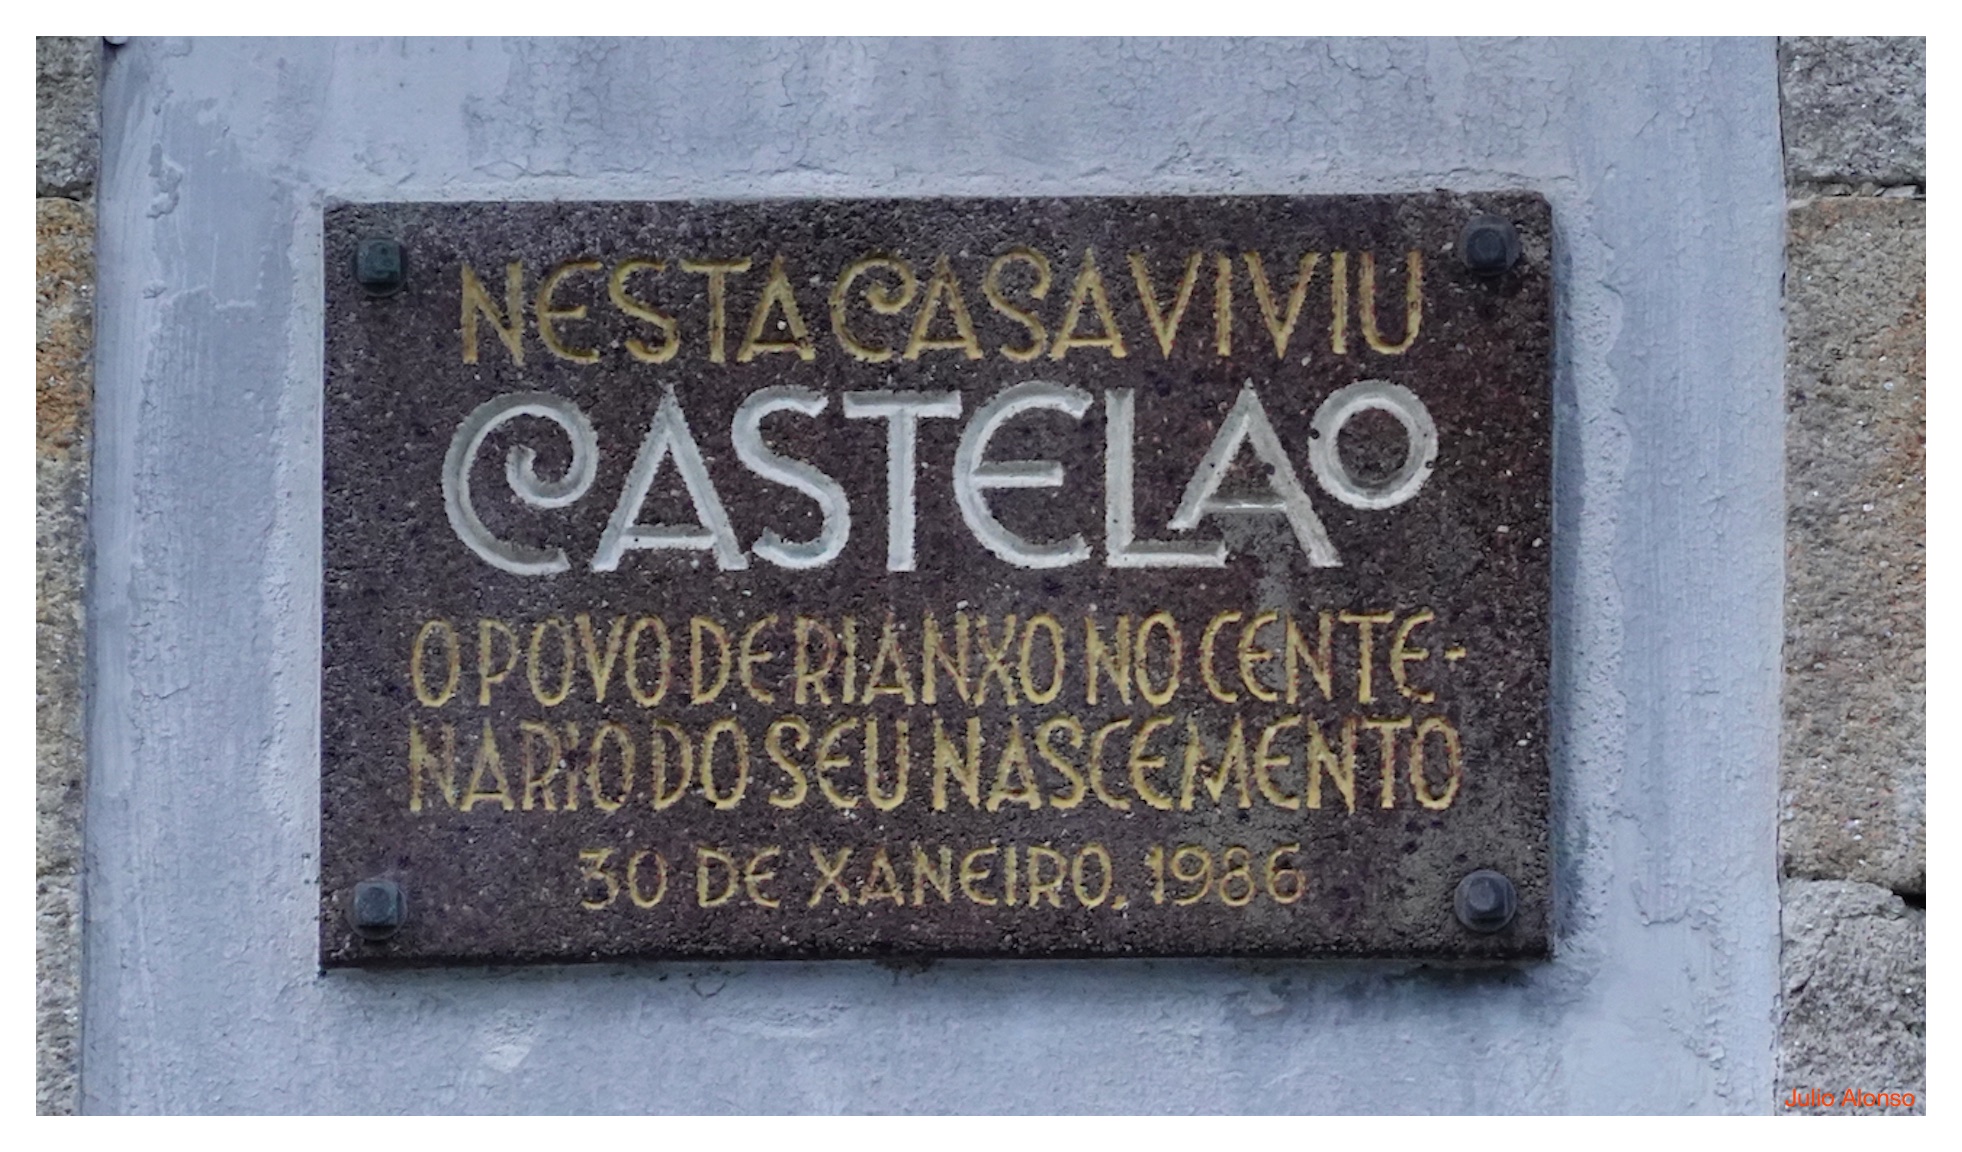 NESTA CASA VIVIU
CASTELAO
O POVO DE RIANXO NO CENTE-
NARIO DO SEU NASCEMENTO
30 DE XANEIRO, 1986
Julio Alonso